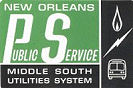 NEW ORLEANS
PUBLIC SERVICE
MIDDLE SOUTH
UTILITIES SYSTEM